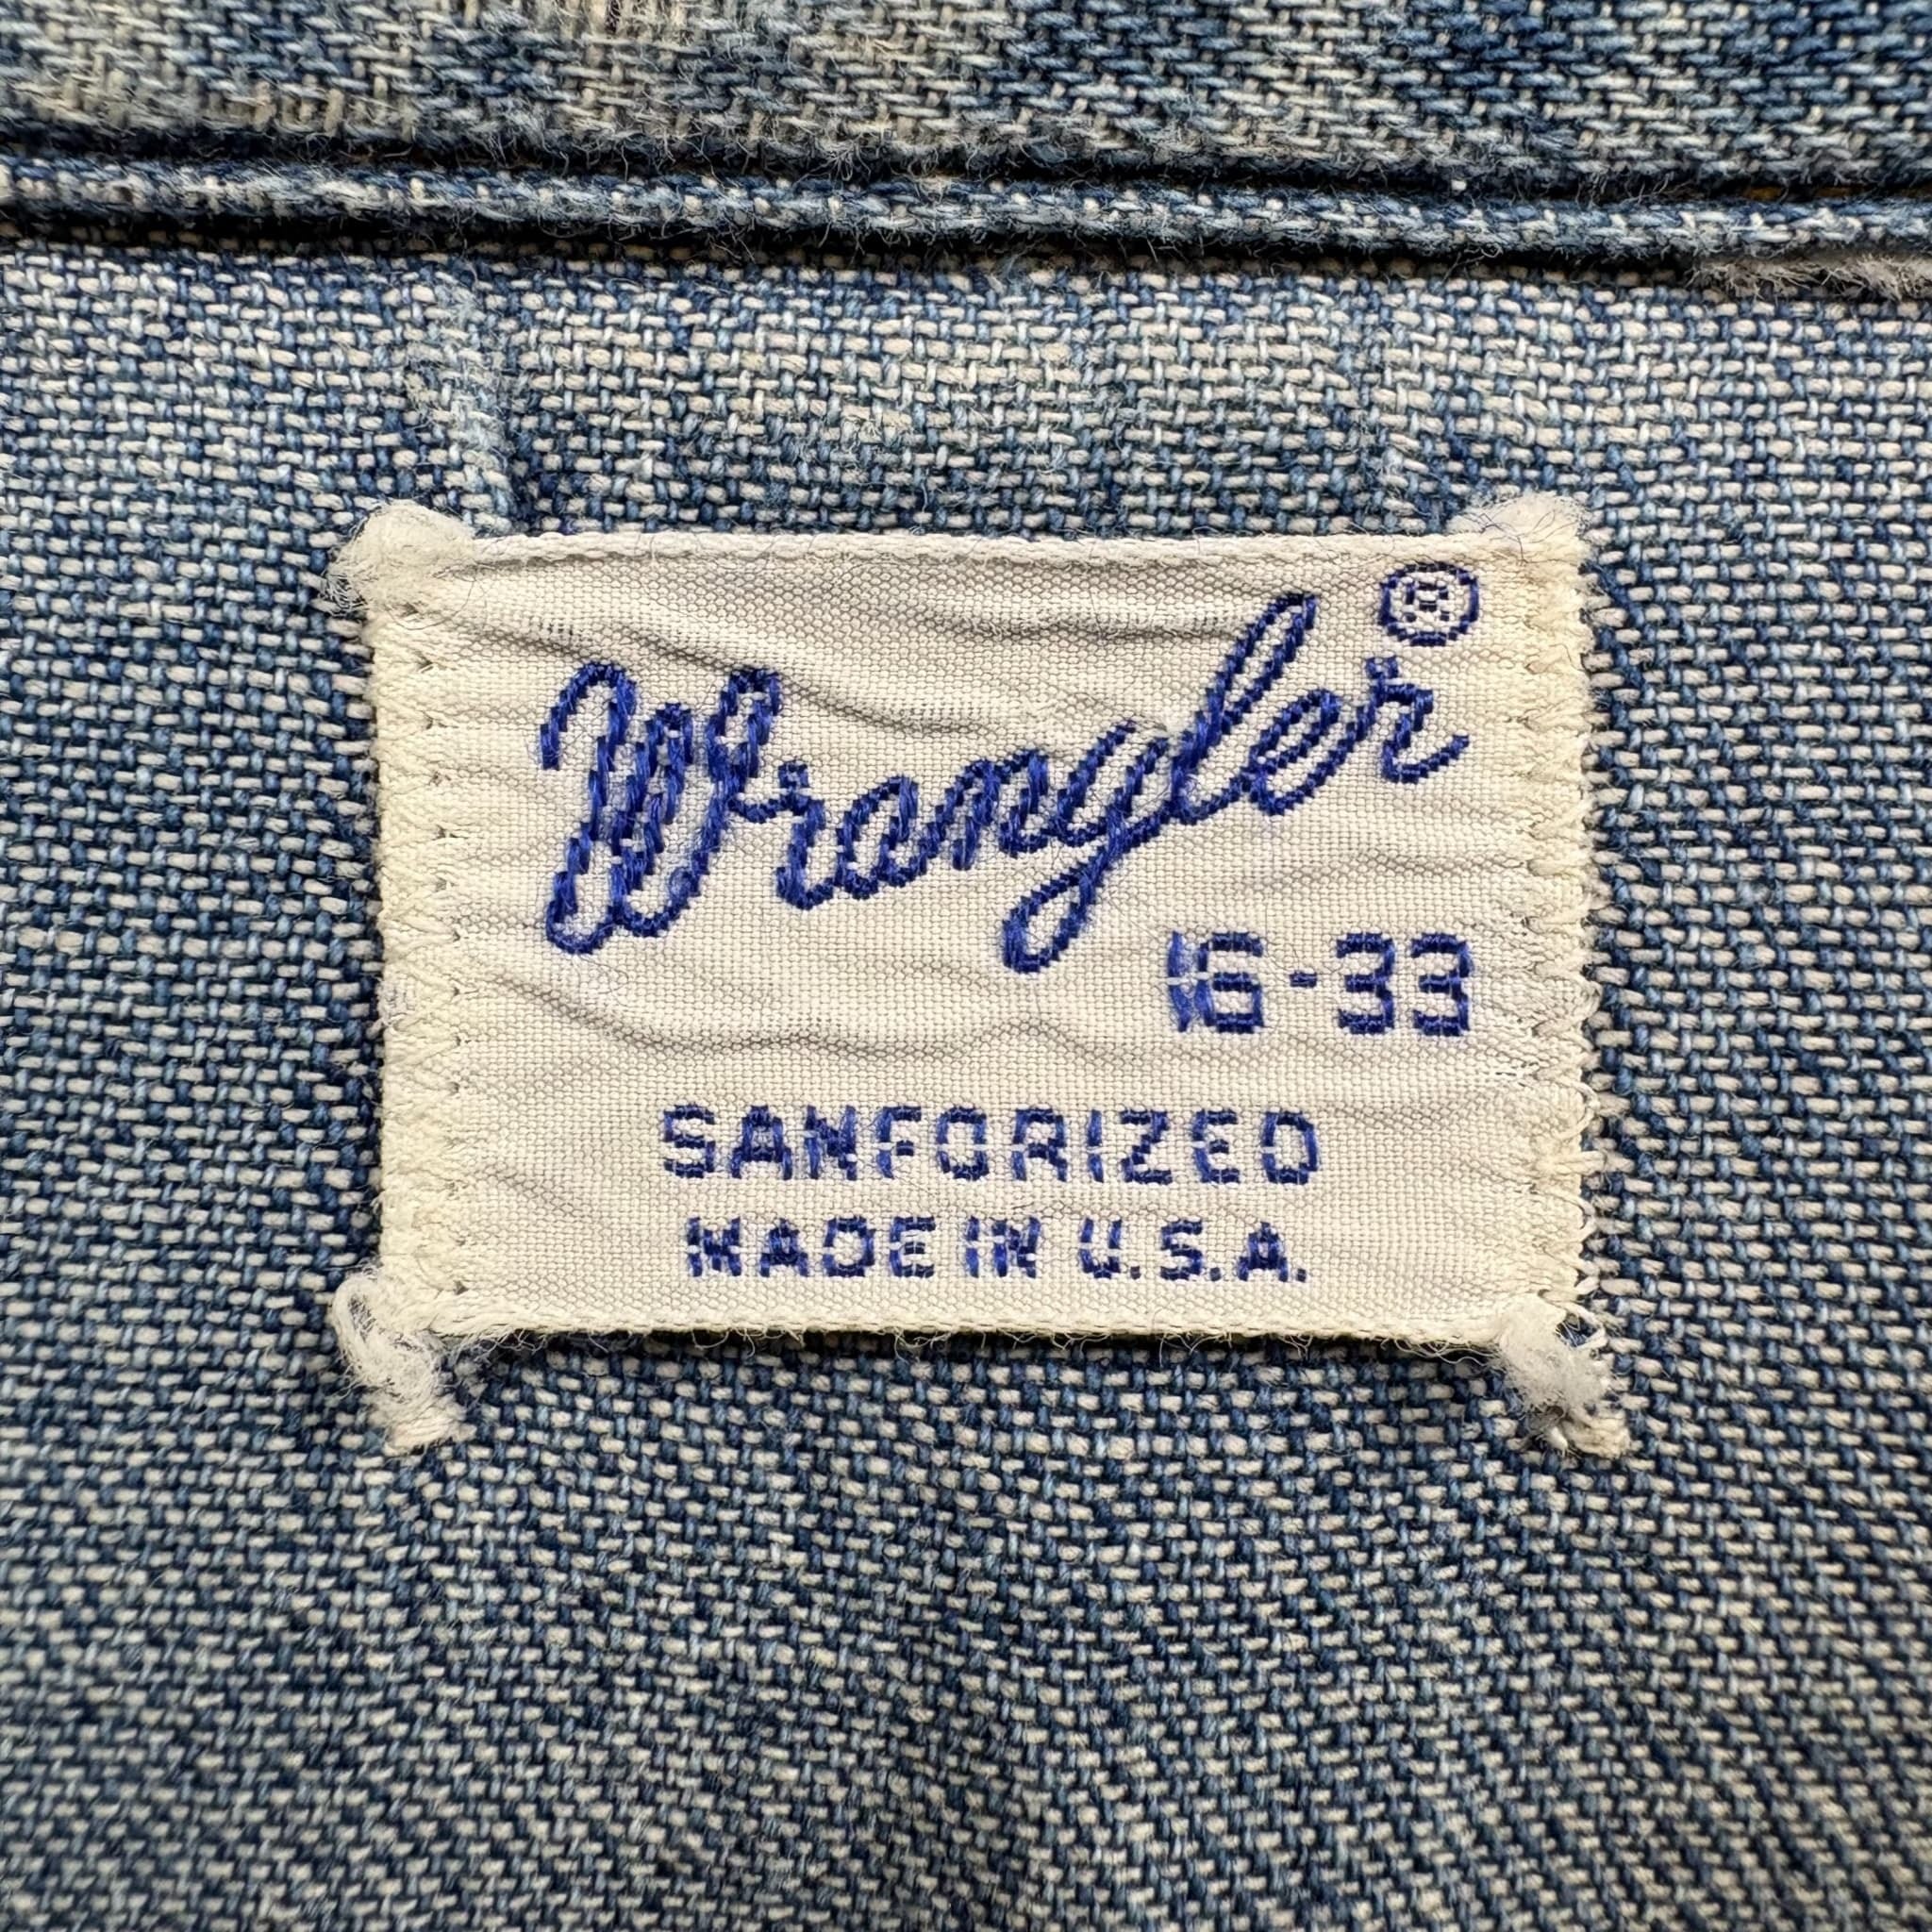 Wrangler®
16-33
SANFORIZED
MADE IN U.S.A.